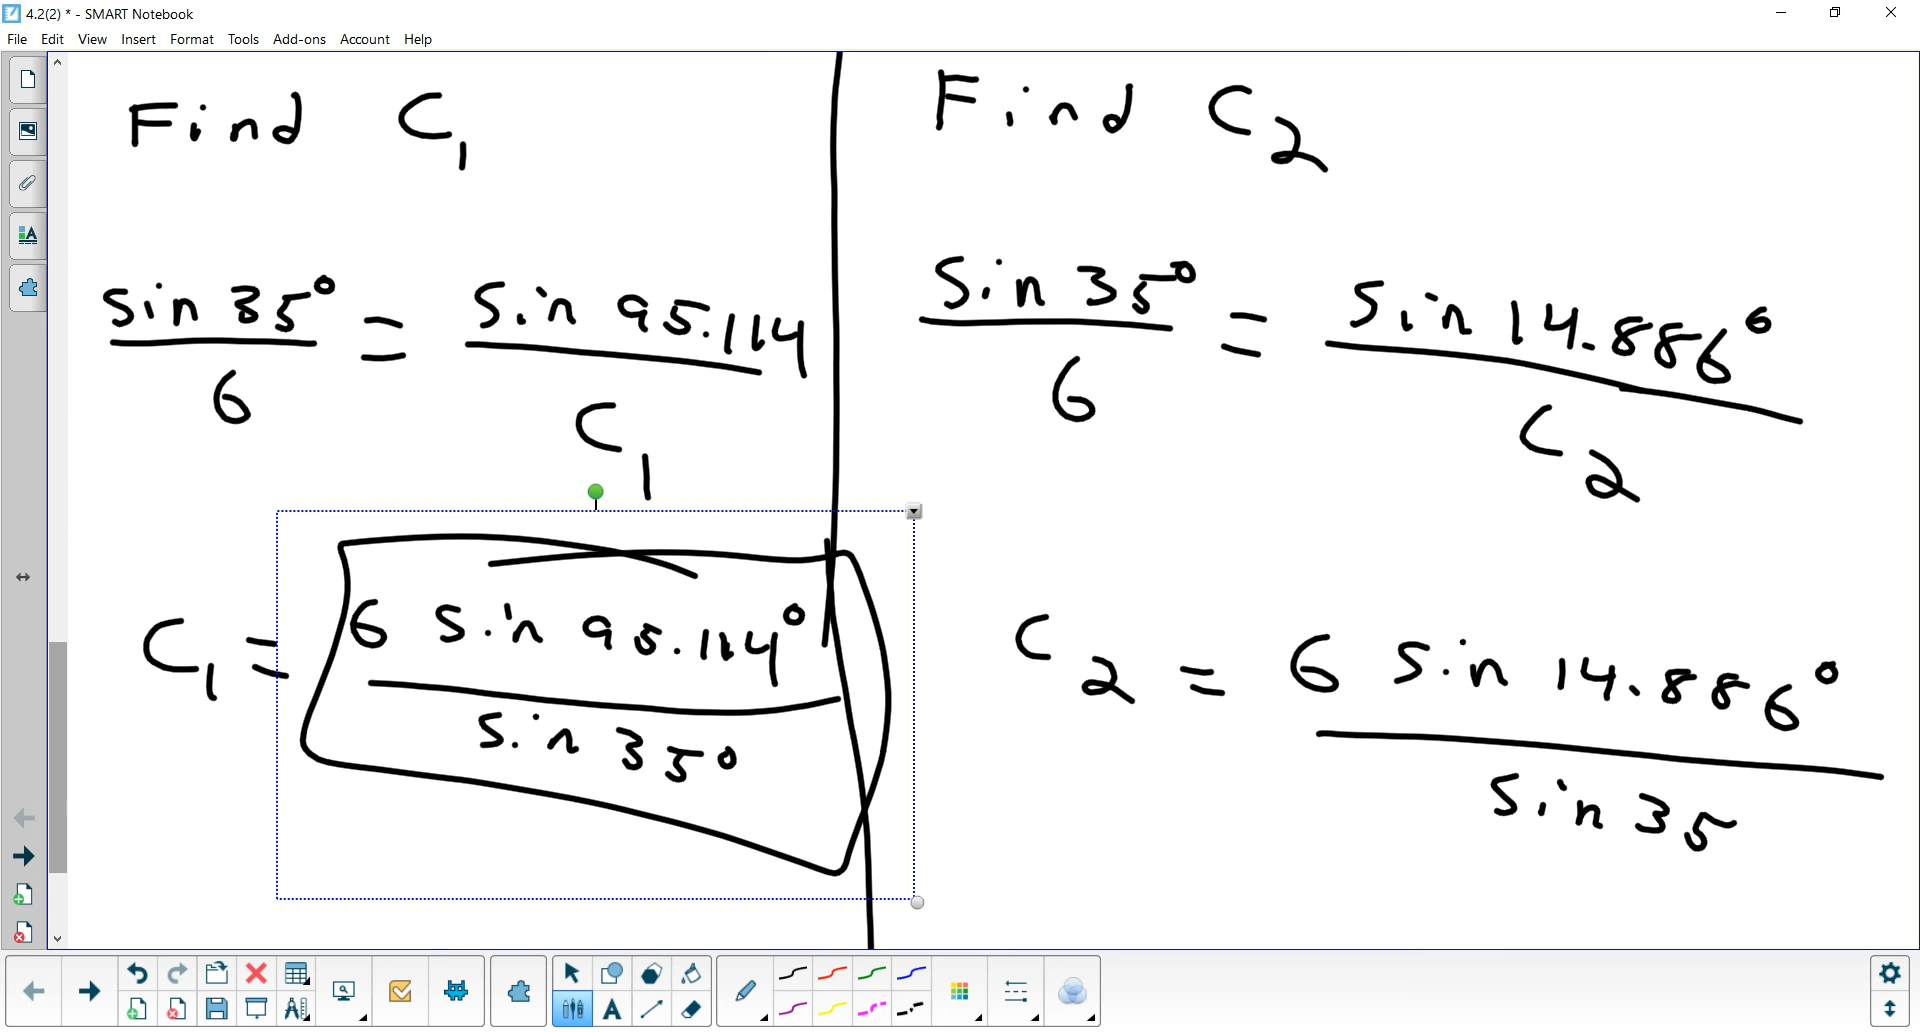 4.2(2) * - SMART Notebook
File Edit View Insert Format Tools Add-ons Account Help
Find C₁
sin 35° / 6 = sin 95.114 / C₁
C₁ = 6 sin 95.114° / sin 35°
Find C₂
sin 35° / 6 = sin 14.886° / C₂
C₂ = 6 sin 14.886° / sin 35